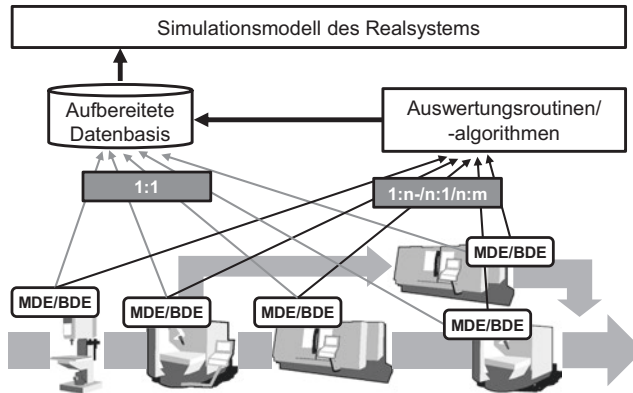 Simulationsmodell des Realsystems
Aufbereitete
Datenbasis
Auswertungsroutinen/
-algorithmen
1:1
1:n-/n:1/n:m
MDE/BDE
MDE/BDE
MDE/BDE
MDE/BDE
MDE/BDE